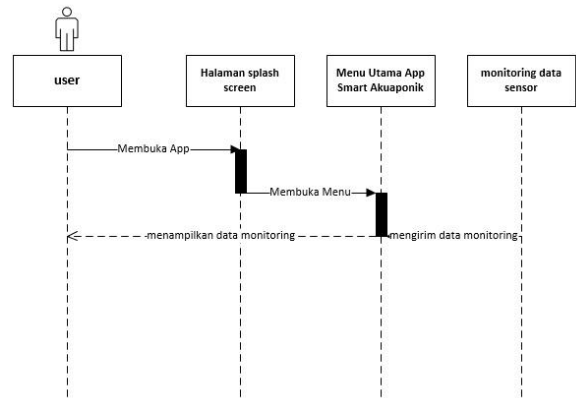 user
Halaman splash
screen
Menu Utama App
Smart Akuaponik
monitoring data
sensor
Membuka App
Membuka Menu
menampilkan data monitoring
mengirim data monitoring